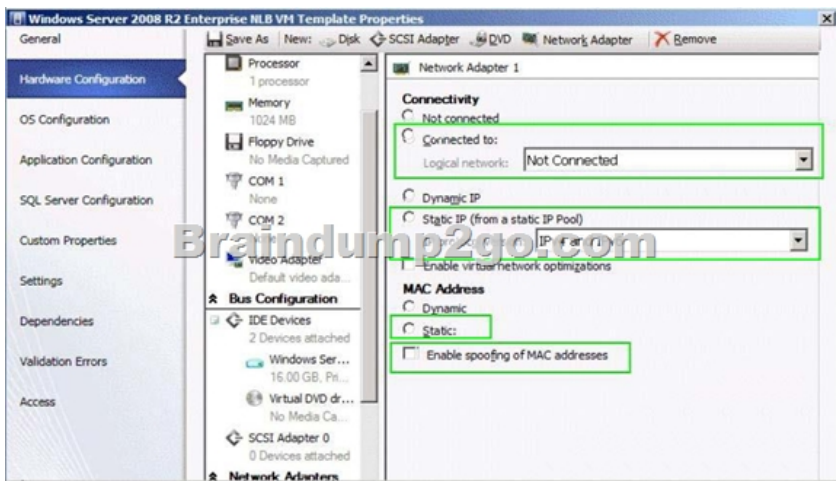 Windows Server 2008 R2 Enterprise NLB VM Template Properties
General
Save As New: Disk SCSI Adapter DVD Network Adapter Remove
Hardware Configuration
OS Configuration
Application Configuration
SQL Server Configuration
Custom Properties
Settings
Dependencies
Validation Errors
Access
Processor
1 processor
Memory
1024 MB
Floppy Drive
No Media Captured
COM 1
None
COM 2
Video Adapter
Default video ada...
Bus Configuration
IDE Devices
2 Devices attached
Windows Ser...
16.00 GB, Pri...
Virtual DVD dr...
No Media Ca...
SCSI Adapter 0
0 Devices attached
Network Adapters
Network Adapter 1
Connectivity
Not connected
Connected to:
Logical network: Not Connected
Dynamic IP
Static IP (from a static IP Pool)
Enable virtual network optimizations
MAC Address
Dynamic
Static:
Enable spoofing of MAC addresses
Braindump2go.com